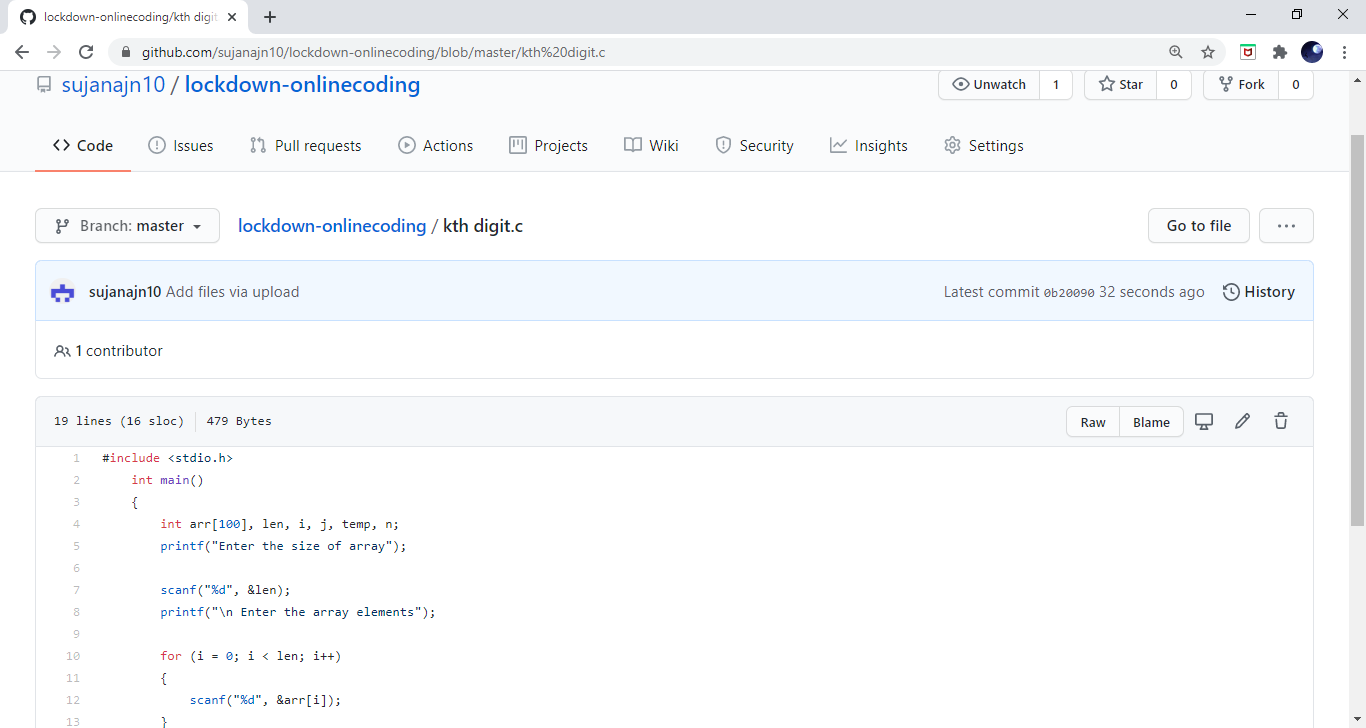 lockdown-onlinecoding/kth digit
github.com/sujanajn10/lockdown-onlinecoding/blob/master/kth%20digit.c
sujanajn10 / lockdown-onlinecoding
Unwatch 1 Star 0 Fork 0
Code Issues Pull requests Actions Projects Wiki Security Insights Settings
Branch: master lockdown-onlinecoding / kth digit.c Go to file ...
sujanajn10 Add files via upload Latest commit 0b20090 32 seconds ago History
1 contributor
19 lines (16 sloc) 479 Bytes Raw Blame
1 #include <stdio.h>
2 int main()
3 {
4 int arr[100], len, i, j, temp, n;
5 printf("Enter the size of array");
6
7 scanf("%d", &len);
8 printf("\n Enter the array elements");
9
10 for (i = 0; i < len; i++)
11 {
12 scanf("%d", &arr[i]);
13 }